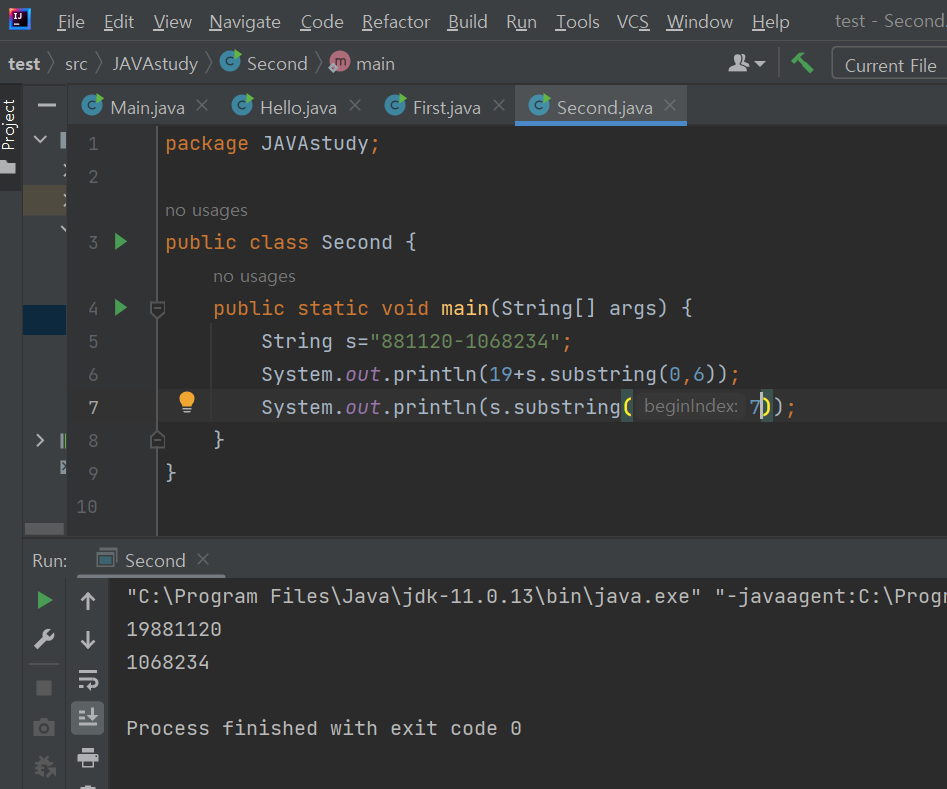 File Edit View Navigate Code Refactor Build Run Tools VCS Window Help test - Second.
test src JAVAstudy Second m main Current File
Project
Main.java Hello.java First.java Second.java
1 package JAVAstudy;
2
no usages
3 public class Second {
no usages
4 public static void main(String[] args) {
5 String s="881120-1068234";
6 System.out.println(19+s.substring(0,6));
7 System.out.println(s.substring( beginIndex: 7));
8 }
9 }
10
Run: Second
"C:\Program Files\Java\jdk-11.0.13\bin\java.exe" "-javaagent:C:\Progr
19881120
1068234
Process finished with exit code 0